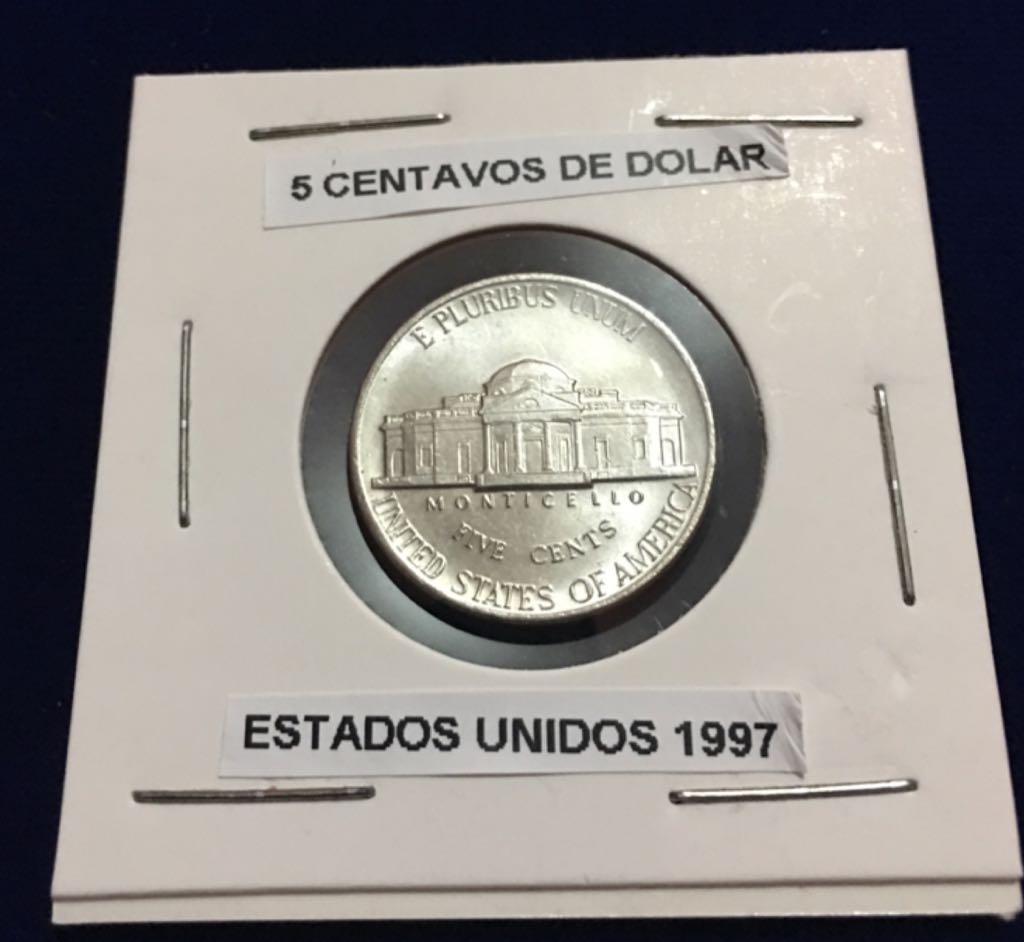 5 CENTAVOS DE DOLAR
E PLURIBUS UNUM
MONTICELLO
FIVE CENTS
UNITED STATES OF AMERICA
ESTADOS UNIDOS 1997